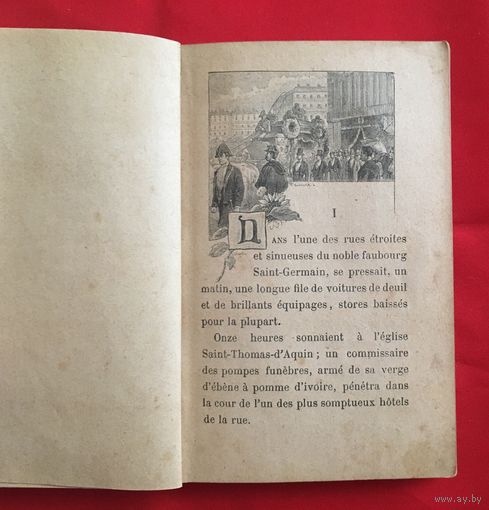 I
DANS l'une des rues étroites
et sinueuses du noble faubourg
Saint-Germain, se pressait, un
matin, une longue file de voitures de deuil
et de brillants équipages, stores baissés
pour la plupart.
Onze heures sonnaient à l'église
Saint-Thomas-d'Aquin ; un commissaire
des pompes funèbres, armé de sa verge
d'ébène à pomme d'ivoire, pénétra dans
la cour de l'un des plus somptueux hôtels
de la rue.
www.ay.by